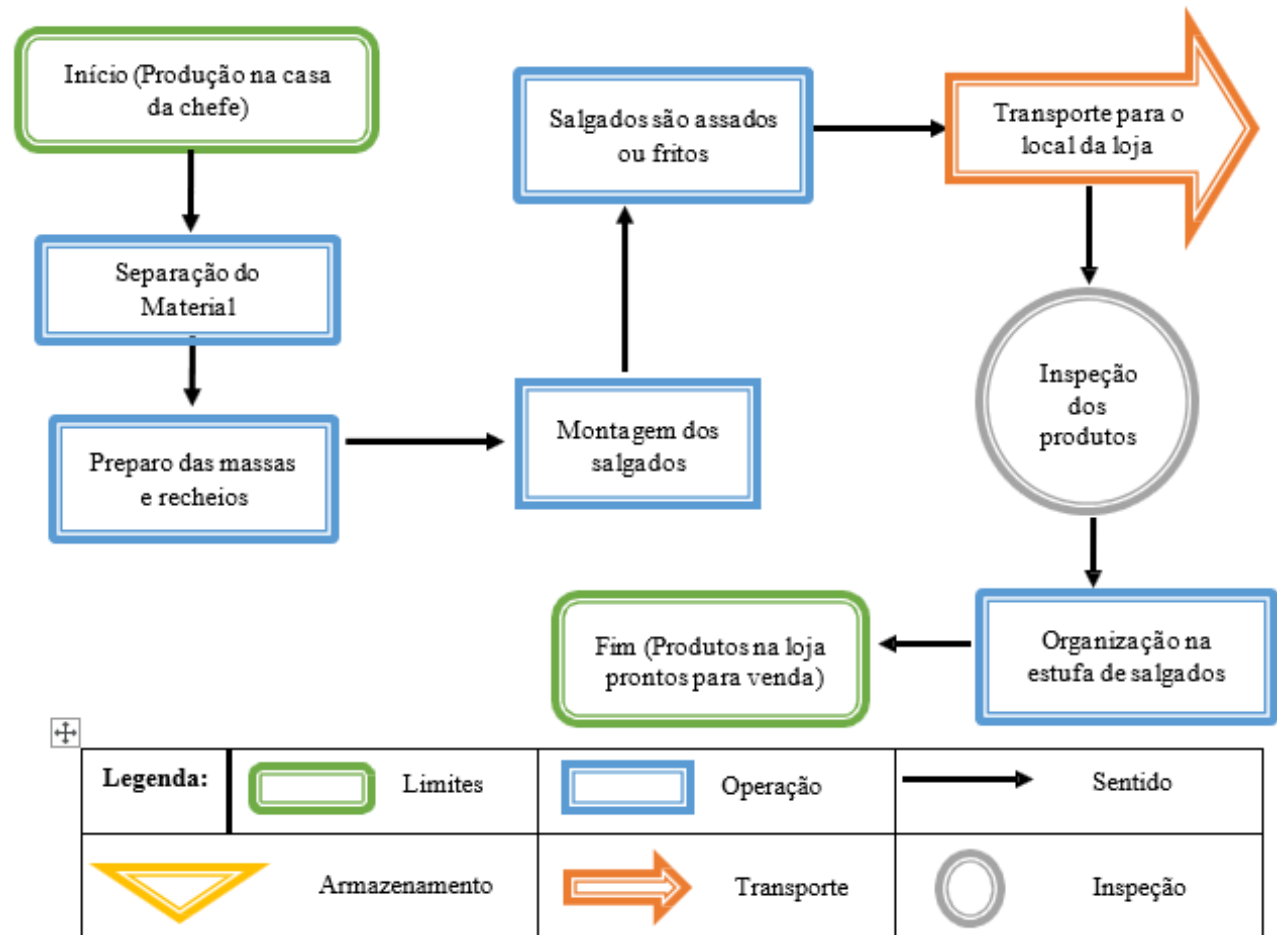 Início (Produção na casa
da chefe)
Separação do
Material
Preparo das massas
e recheios
Montagem dos
salgados
Salgados são assados
ou fritos
Transporte para o
local da loja
Inspeção
dos
produtos
Organização na
estufa de salgados
Fim (Produtos na loja
prontos para venda)
Legenda:
Limites
Operação
Sentido
Armazenamento
Transporte
Inspeção